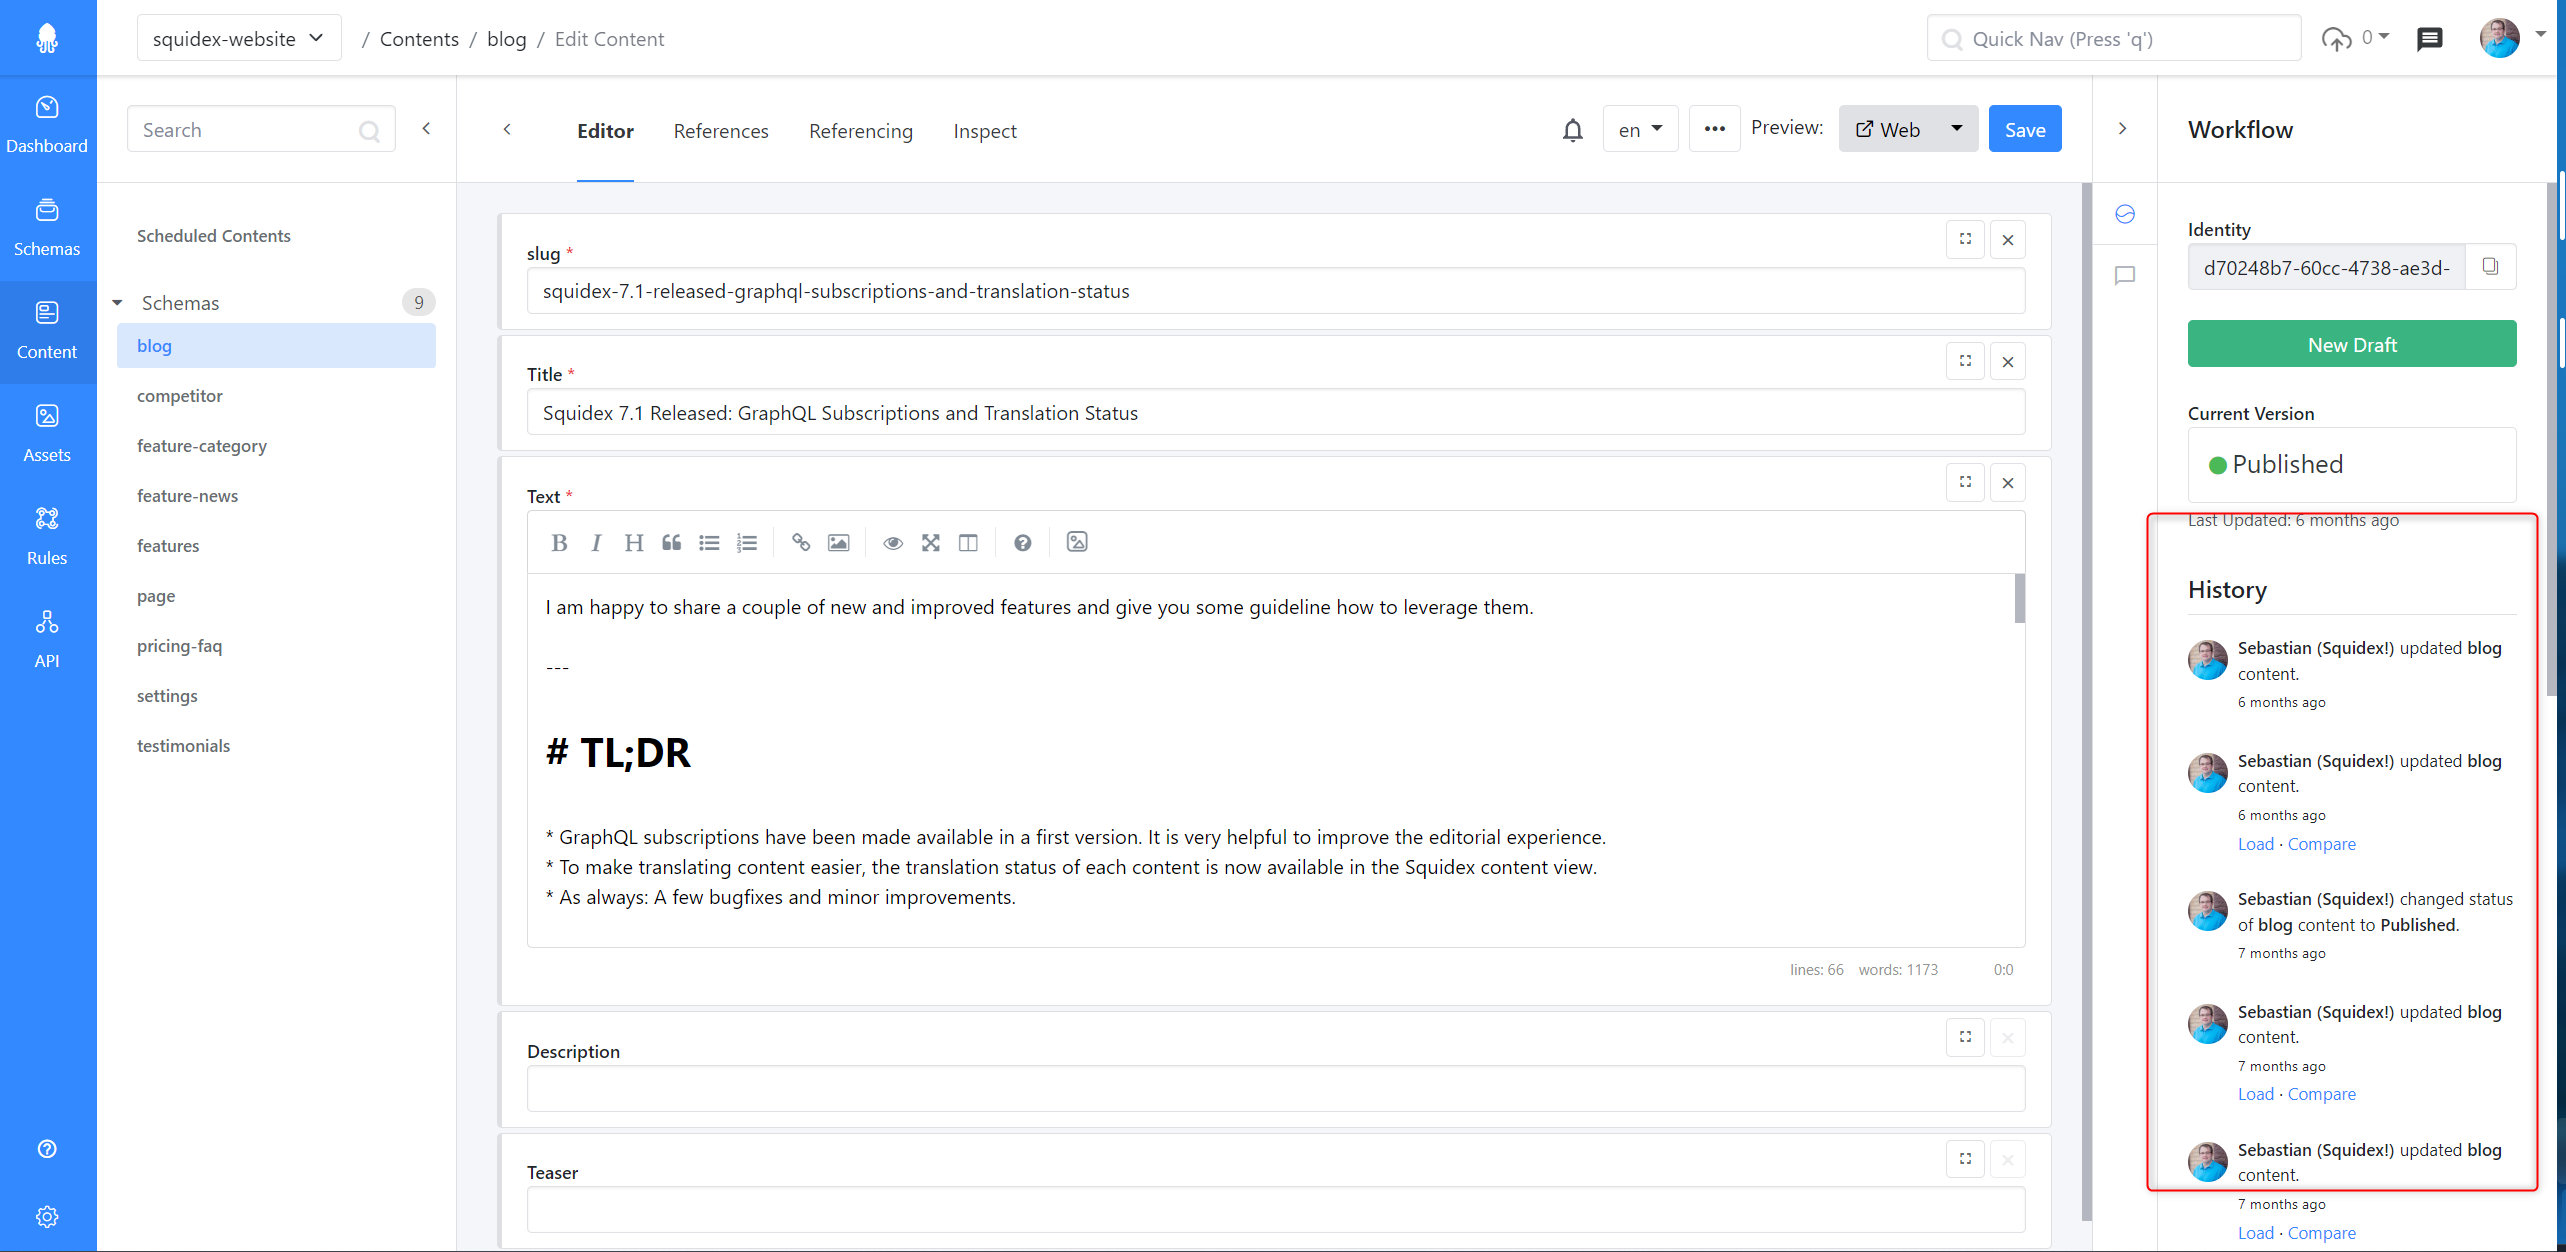 squidex-website
/ Contents / blog / Edit Content
Quick Nav (Press 'q')
0
Dashboard
Schemas
Content
Assets
Rules
API
Search
Scheduled Contents
Schemas 9
blog
competitor
feature-category
feature-news
features
page
pricing-faq
settings
testimonials
Editor References Referencing Inspect
en
Preview:
Web
Save
slug *
squidex-7.1-released-graphql-subscriptions-and-translation-status
Title *
Squidex 7.1 Released: GraphQL Subscriptions and Translation Status
Text *
I am happy to share a couple of new and improved features and give you some guideline how to leverage them.
---
# TL;DR
* GraphQL subscriptions have been made available in a first version. It is very helpful to improve the editorial experience.
* To make translating content easier, the translation status of each content is now available in the Squidex content view.
* As always: A few bugfixes and minor improvements.
lines: 66 words: 1173 0:0
Description
Teaser
Workflow
Identity
d70248b7-60cc-4738-ae3d-
New Draft
Current Version
Published
Last Updated: 6 months ago
History
Sebastian (Squidex!) updated blog
content.
6 months ago
Sebastian (Squidex!) updated blog
content.
6 months ago
Load · Compare
Sebastian (Squidex!) changed status
of blog content to Published.
7 months ago
Sebastian (Squidex!) updated blog
content.
7 months ago
Load · Compare
Sebastian (Squidex!) updated blog
content.
7 months ago
Load · Compare